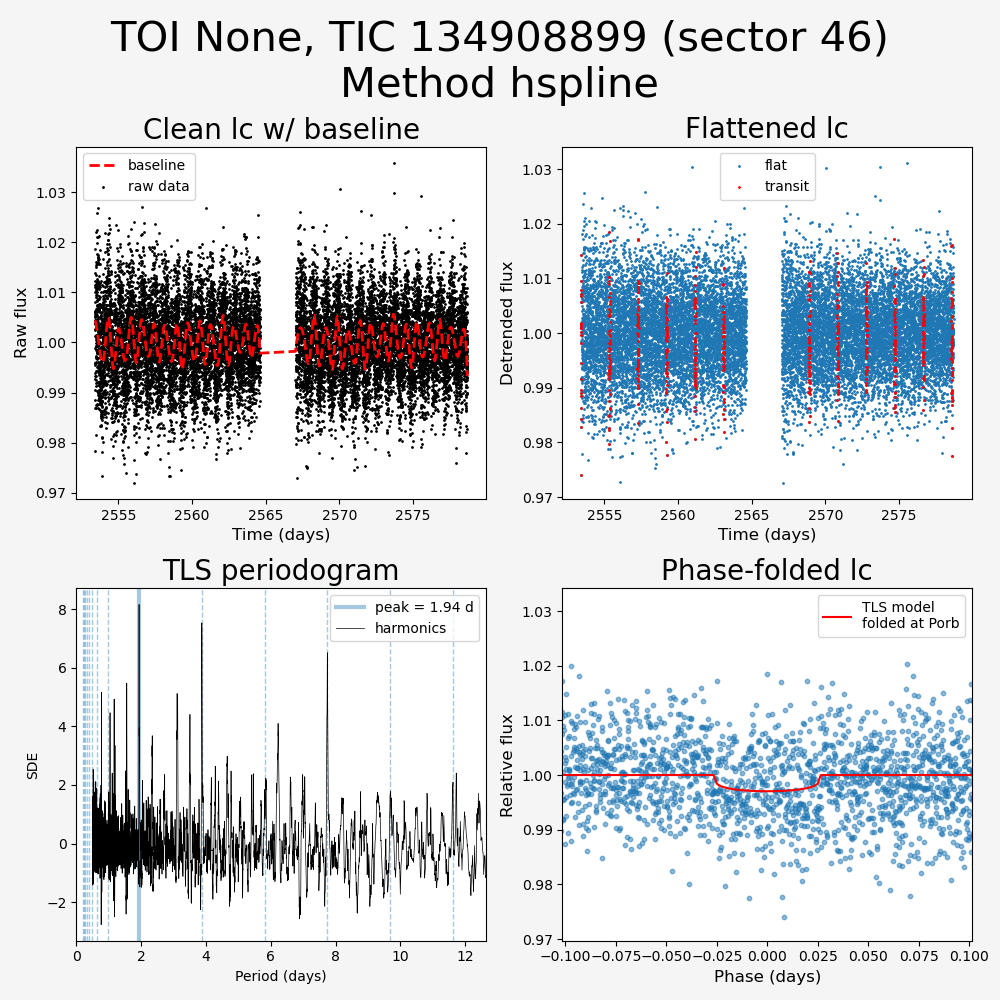 TOI None, TIC 134908899 (sector 46)
Method hspline
Clean lc w/ baseline
baseline
raw data
Raw flux
1.03
1.02
1.01
1.00
0.99
0.98
0.97
2555
2560
2565
2570
2575
Time (days)
Flattened lc
flat
transit
Detrended flux
1.03
1.02
1.01
1.00
0.99
0.98
0.97
2555
2560
2565
2570
2575
Time (days)
TLS periodogram
peak = 1.94 d
harmonics
SDE
8
6
4
2
0
−2
0
2
4
6
8
10
12
Period (days)
Phase-folded lc
TLS model
folded at Porb
Relative flux
1.03
1.02
1.01
1.00
0.99
0.98
0.97
−0.100
−0.075
−0.050
−0.025
0.000
0.025
0.050
0.075
0.100
Phase (days)